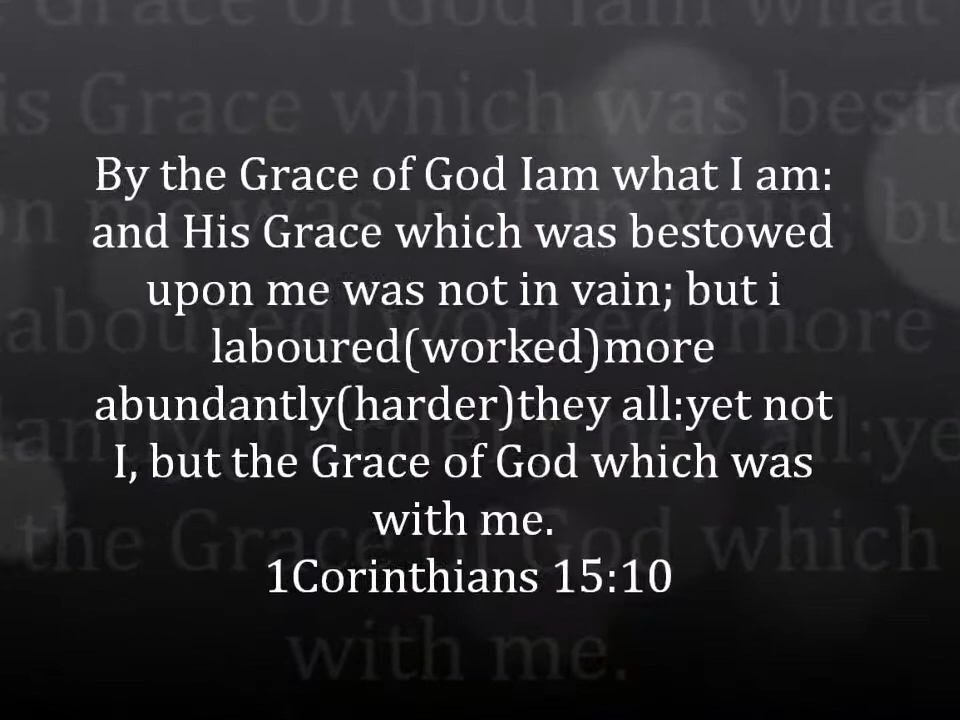 By the Grace of God Iam what I am:
and His Grace which was bestowed
upon me was not in vain; but i
laboured(worked)more
abundantly(harder)they all:yet not
I, but the Grace of God which was
with me.
1Corinthians 15:10